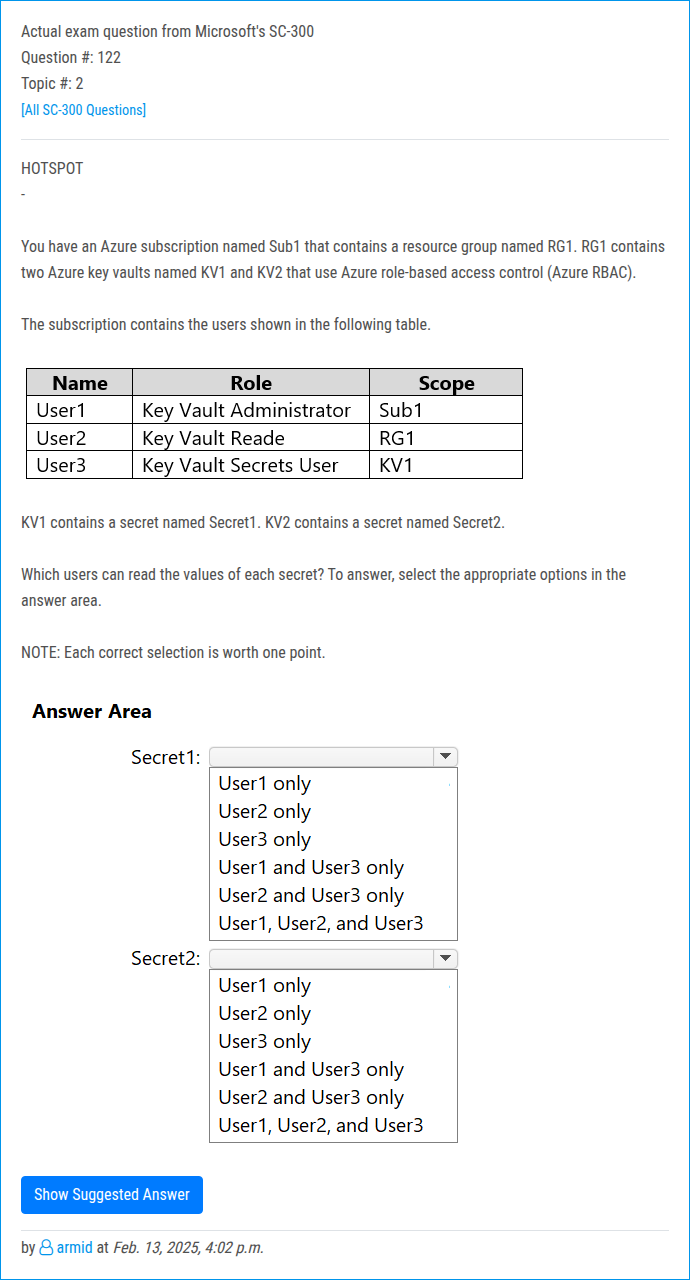 Actual exam question from Microsoft's SC-300
Question #: 122
Topic #: 2
[All SC-300 Questions]
HOTSPOT
-
You have an Azure subscription named Sub1 that contains a resource group named RG1. RG1 contains
two Azure key vaults named KV1 and KV2 that use Azure role-based access control (Azure RBAC).
The subscription contains the users shown in the following table.
Name Role Scope
User1 Key Vault Administrator Sub1
User2 Key Vault Reade RG1
User3 Key Vault Secrets User KV1
KV1 contains a secret named Secret1. KV2 contains a secret named Secret2.
Which users can read the values of each secret? To answer, select the appropriate options in the
answer area.
NOTE: Each correct selection is worth one point.
Answer Area
Secret1:
User1 only
User2 only
User3 only
User1 and User3 only
User2 and User3 only
User1, User2, and User3
Secret2:
User1 only
User2 only
User3 only
User1 and User3 only
User2 and User3 only
User1, User2, and User3
Show Suggested Answer
by armid at Feb. 13, 2025, 4:02 p.m.